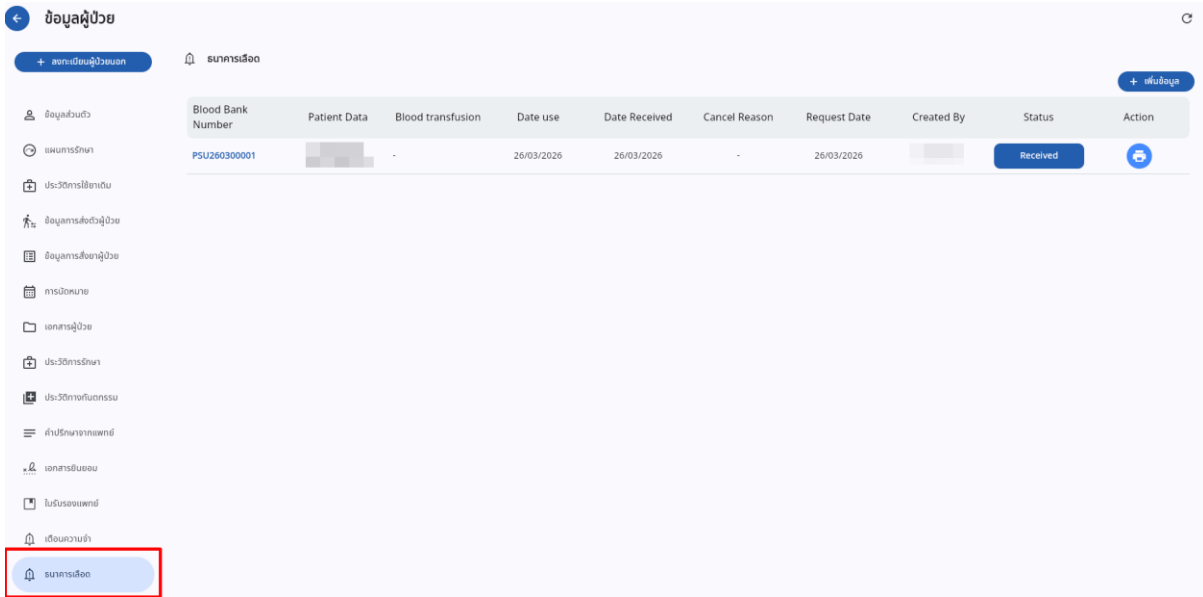 ข้อมูลผู้ป่วย
+ ลงทะเบียนผู้ป่วยนอก
ธนาคารเลือด
+ เพิ่มข้อมูล
Blood Bank Number
Patient Data
Blood transfusion
Date use
Date Received
Cancel Reason
Request Date
Created By
Status
Action
PSU260300001
-
26/03/2026
26/03/2026
-
26/03/2026
Received
ข้อมูลส่วนตัว
แผนการรักษา
ประวัติการใช้ยาเดิม
ข้อมูลการส่งตัวผู้ป่วย
ข้อมูลการสั่งยาผู้ป่วย
การนัดหมาย
เอกสารผู้ป่วย
ประวัติการรักษา
ประวัติทางทันตกรรม
คำปรึกษาจากแพทย์
เอกสารยินยอม
ใบรับรองแพทย์
เตือนความจำ
ธนาคารเลือด